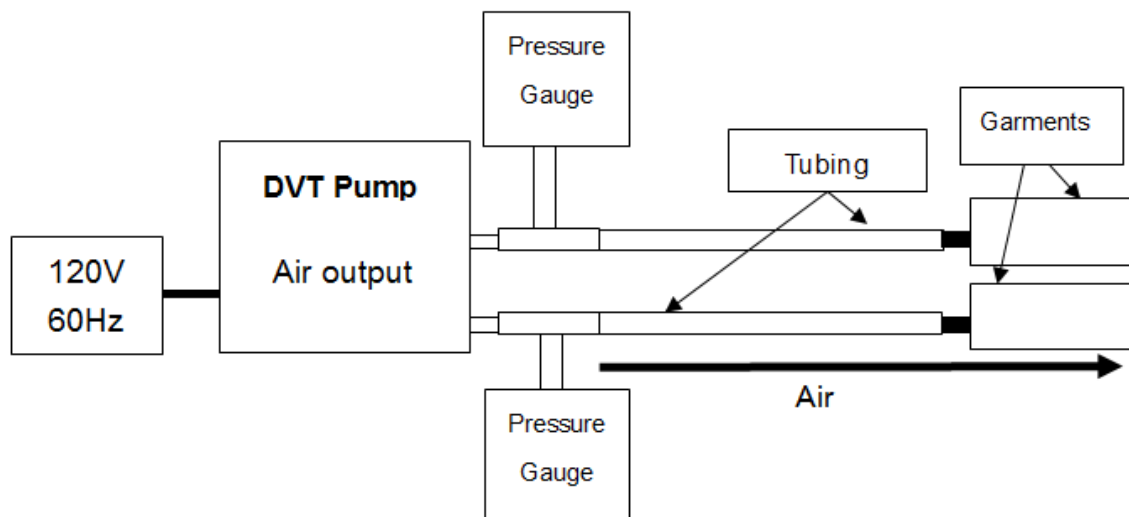 Pressure
Gauge
Garments
Tubing
DVT Pump
Air output
120V
60Hz
Air
Pressure
Gauge